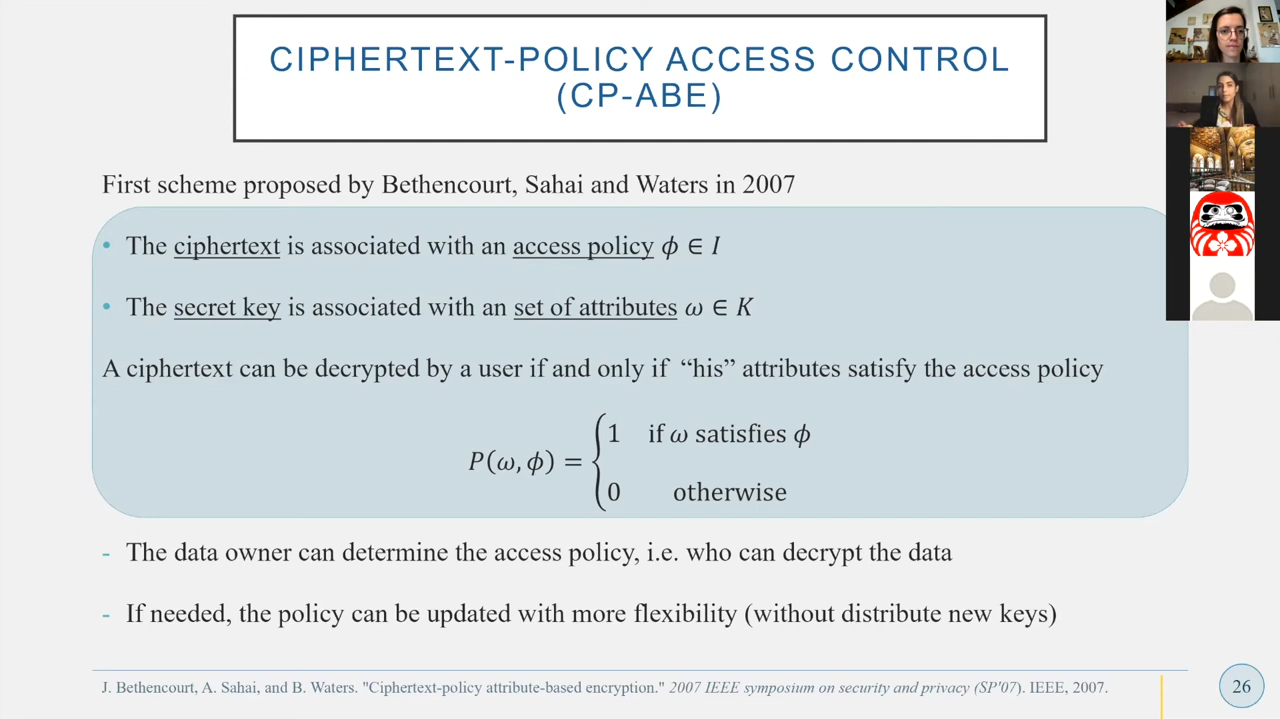 CIPHERTEXT-POLICY ACCESS CONTROL
(CP-ABE)
First scheme proposed by Bethencourt, Sahai and Waters in 2007
• The ciphertext is associated with an access policy ϕ ∈ I
• The secret key is associated with an set of attributes ω ∈ K
A ciphertext can be decrypted by a user if and only if “his” attributes satisfy the access policy
P(ω, ϕ) = { 1 if ω satisfies ϕ
0 otherwise
- The data owner can determine the access policy, i.e. who can decrypt the data
- If needed, the policy can be updated with more flexibility (without distribute new keys)
J. Bethencourt, A. Sahai, and B. Waters. "Ciphertext-policy attribute-based encryption." 2007 IEEE symposium on security and privacy (SP'07). IEEE, 2007.
26